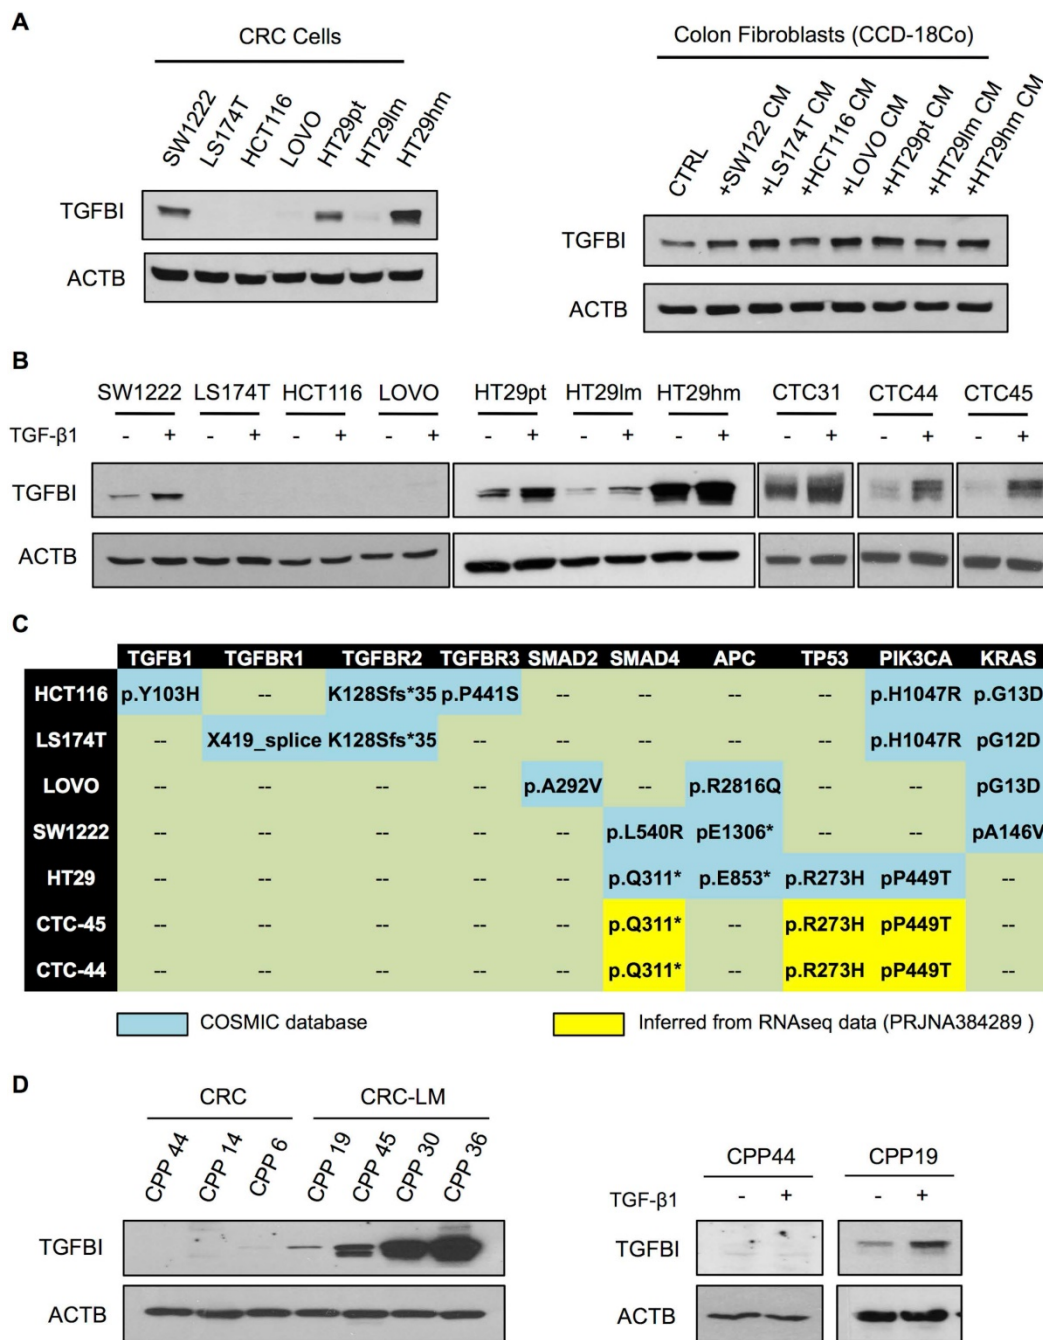 A
CRC Cells
SW1222 LS174T HCT116 LOVO HT29pt HT29lm HT29hm
TGFBI
ACTB
Colon Fibroblasts (CCD-18Co)
CTRL +SW122 CM +LS174T CM +HCT116 CM +LOVO CM +HT29pt CM +HT29lm CM +HT29hm CM
TGFBI
ACTB
B
SW1222 LS174T HCT116 LOVO HT29pt HT29lm HT29hm CTC31 CTC44 CTC45
TGF-β1 - + - + - + - + - + - + - + - + - + - +
TGFBI
ACTB
C
TGFB1 TGFBR1 TGFBR2 TGFBR3 SMAD2 SMAD4 APC TP53 PIK3CA KRAS
HCT116 p.Y103H -- K128Sfs*35 p.P441S -- -- -- -- p.H1047R p.G13D
LS174T -- X419_splice K128Sfs*35 -- -- -- -- -- p.H1047R pG12D
LOVO -- -- -- -- p.A292V -- p.R2816Q -- -- pG13D
SW1222 -- -- -- -- -- p.L540R pE1306* -- -- pA146V
HT29 -- -- -- -- -- p.Q311* p.E853* p.R273H pP449T --
CTC-45 -- -- -- -- -- p.Q311* -- p.R273H pP449T --
CTC-44 -- -- -- -- -- p.Q311* -- p.R273H pP449T --
COSMIC database
Inferred from RNAseq data (PRJNA384289 )
D
CRC CRC-LM
CPP 44 CPP 14 CPP 6 CPP 19 CPP 45 CPP 30 CPP 36
TGFBI
ACTB
CPP44 CPP19
TGF-β1 - + - +
TGFBI
ACTB